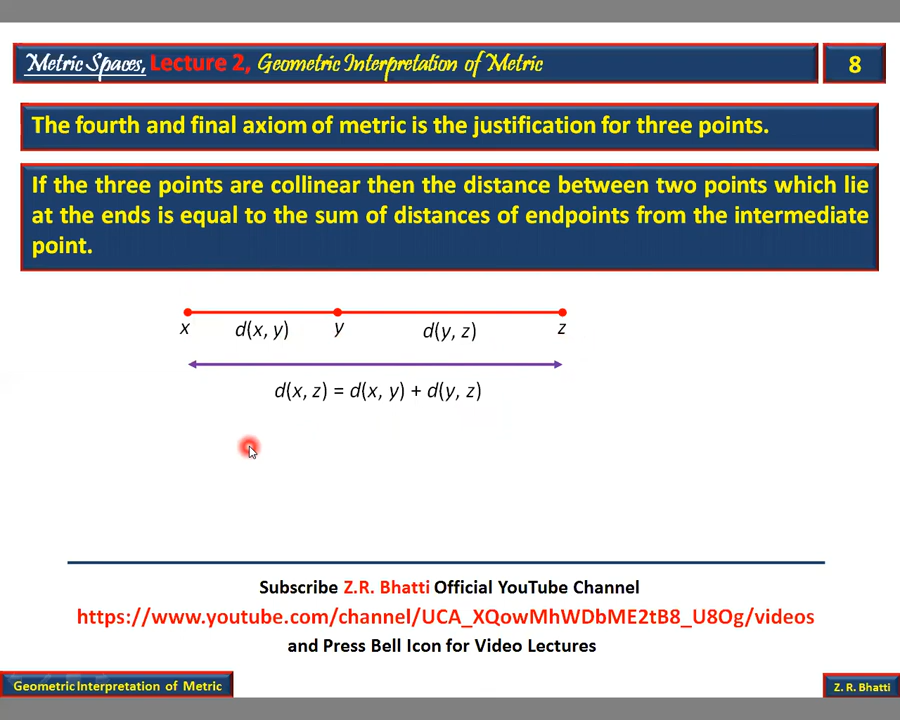 Metric Spaces, Lecture 2, Geometric Interpretation of Metric
8
The fourth and final axiom of metric is the justification for three points.
If the three points are collinear then the distance between two points which lie
at the ends is equal to the sum of distances of endpoints from the intermediate
point.
x d(x, y) y d(y, z) z
d(x, z) = d(x, y) + d(y, z)
Subscribe Z.R. Bhatti Official YouTube Channel
https://www.youtube.com/channel/UCA_XQowMhWDbME2tB8_U8Og/videos
and Press Bell Icon for Video Lectures
Geometric Interpretation of Metric
Z. R. Bhatti